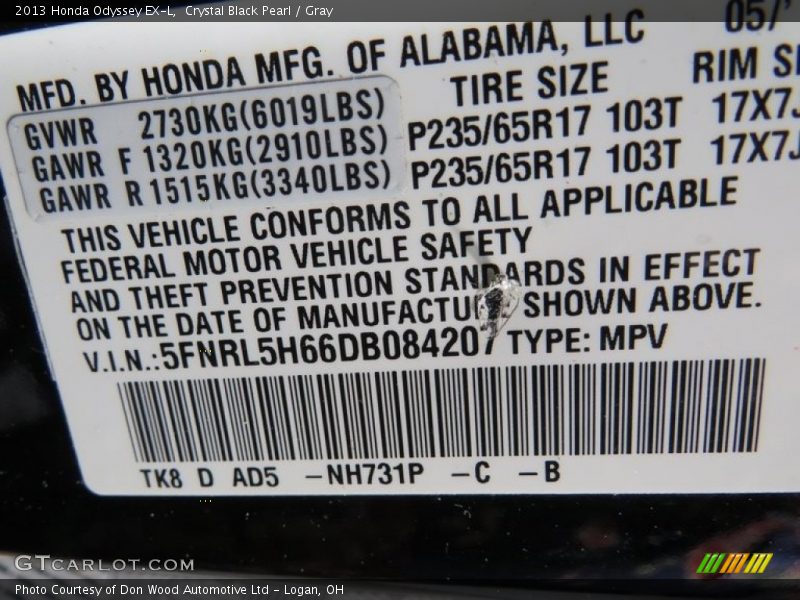 2013 Honda Odyssey EX-L, Crystal Black Pearl / Gray
05/'
MFD. BY HONDA MFG. OF ALABAMA, LLC
TIRE SIZE RIM SI
GVWR 2730KG(6019LBS)
GAWR F 1320KG(2910LBS) P235/65R17 103T 17X7J
GAWR R 1515KG(3340LBS) P235/65R17 103T 17X7J
THIS VEHICLE CONFORMS TO ALL APPLICABLE
FEDERAL MOTOR VEHICLE SAFETY
AND THEFT PREVENTION STANDARDS IN EFFECT
ON THE DATE OF MANUFACTU SHOWN ABOVE.
V.I.N.:5FNRL5H66DB084207 TYPE: MPV
TK8 D AD5 -NH731P -C -B
GTCARLOT.COM
Photo Courtesy of Don Wood Automotive Ltd - Logan, OH